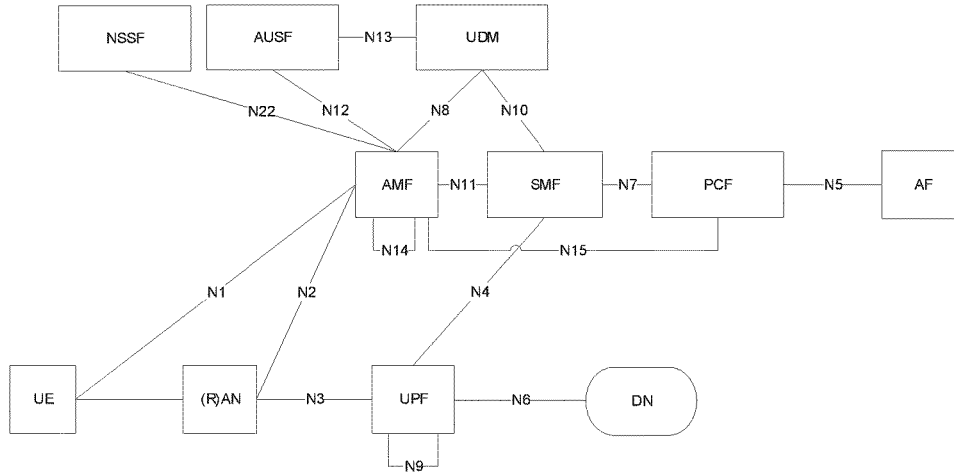 NSSF
AUSF
N13
UDM
N22
N12
N8
N10
AMF
N11
SMF
N7
PCF
N5
AF
N14
N15
N1
N2
N4
UE
(R)AN
N3
UPF
N6
DN
N9